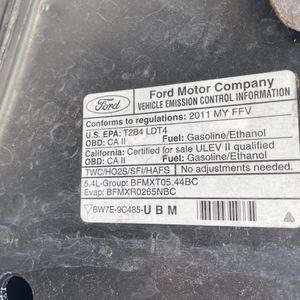 Ford
Ford Motor Company
VEHICLE EMISSION CONTROL INFORMATION
Conforms to regulations: 2011 MY FFV
U.S. EPA: T2B4 LDT4
OBD: CA II Fuel: Gasoline/Ethanol
California: Certified for sale ULEV II qualified
OBD: CA II Fuel: Gasoline/Ethanol
TWC/HO2S/SFI/HAFS No adjustments needed.
5.4L-Group: BFMXT05.44BC
Evap: BFMXR0265NBC
BW7E-9C485-UBM